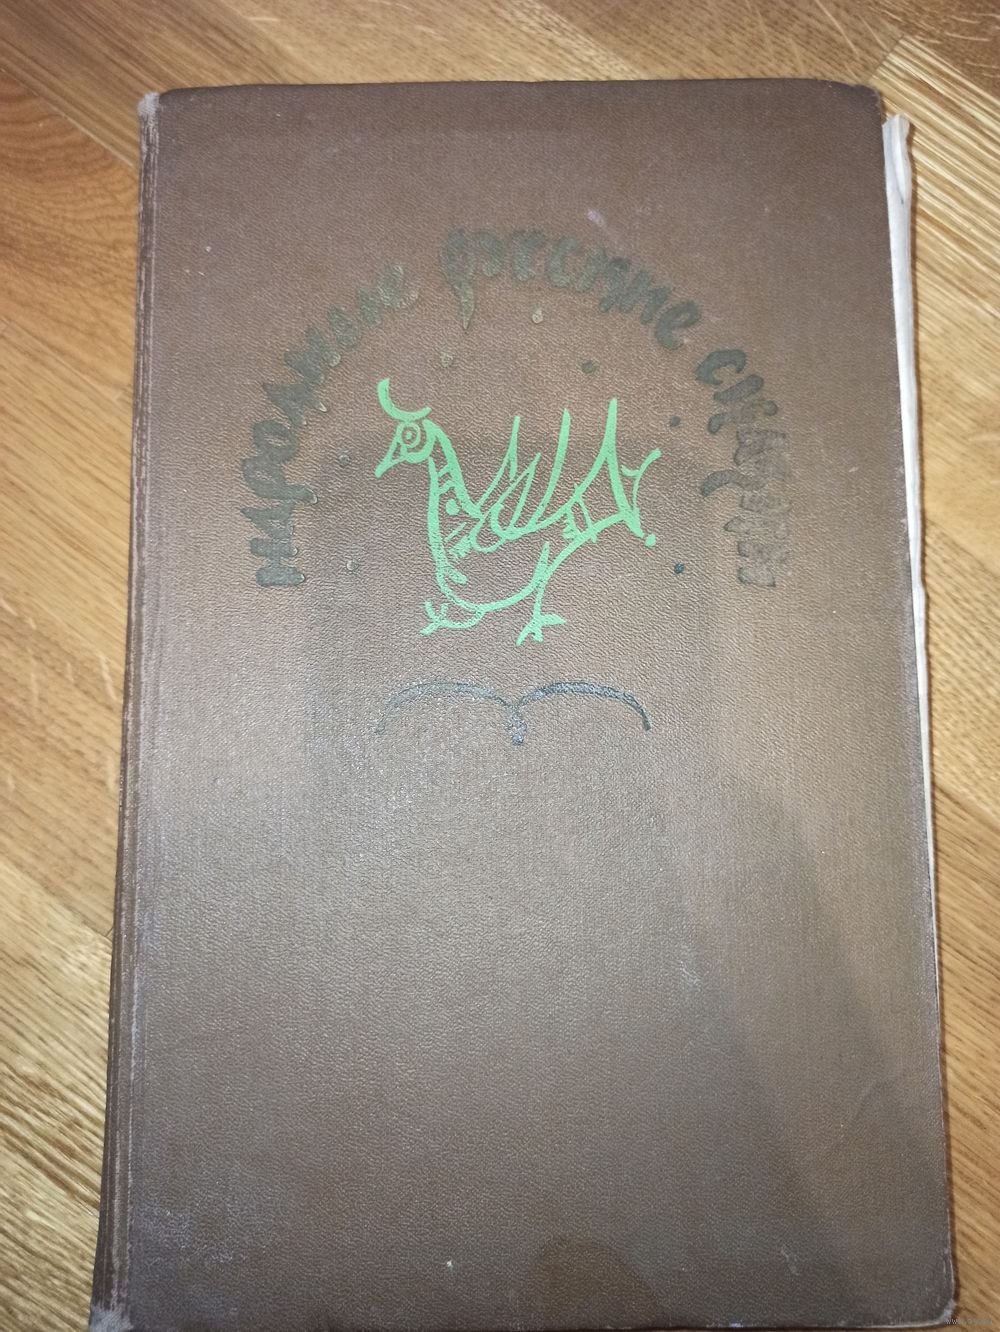 народные русские сказки